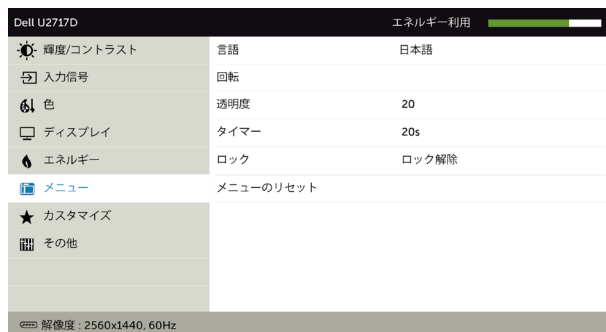 Dell U2717D エネルギー利用
輝度/コントラスト 言語 日本語
入力信号 回転
色 透明度 20
ディスプレイ タイマー 20s
エネルギー ロック ロック解除
メニュー メニューのリセット
カスタマイズ
その他
解像度 : 2560x1440, 60Hz